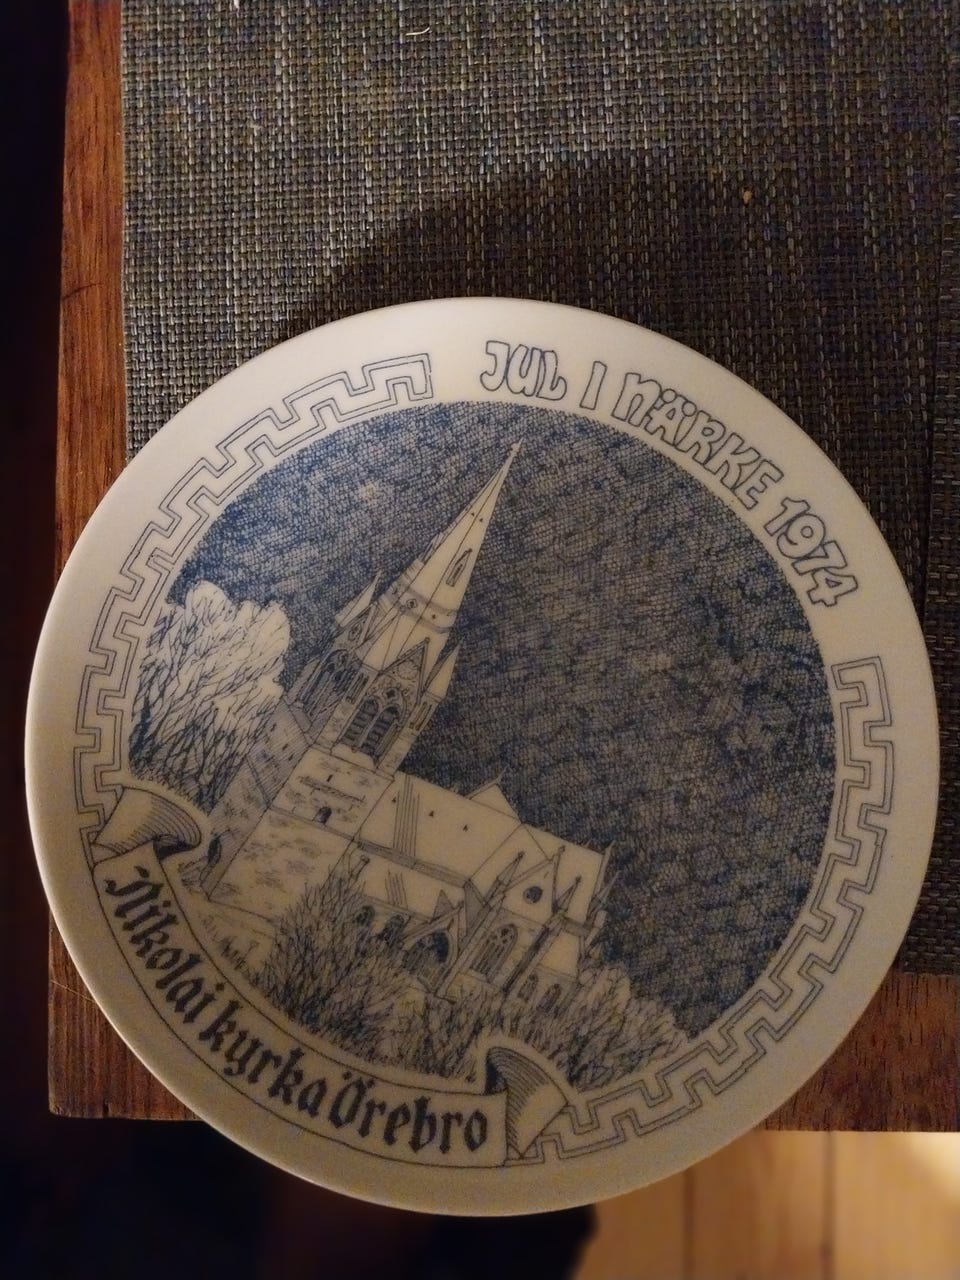 JUL I NÄRKE 1974
Nikolai kyrka Örebro